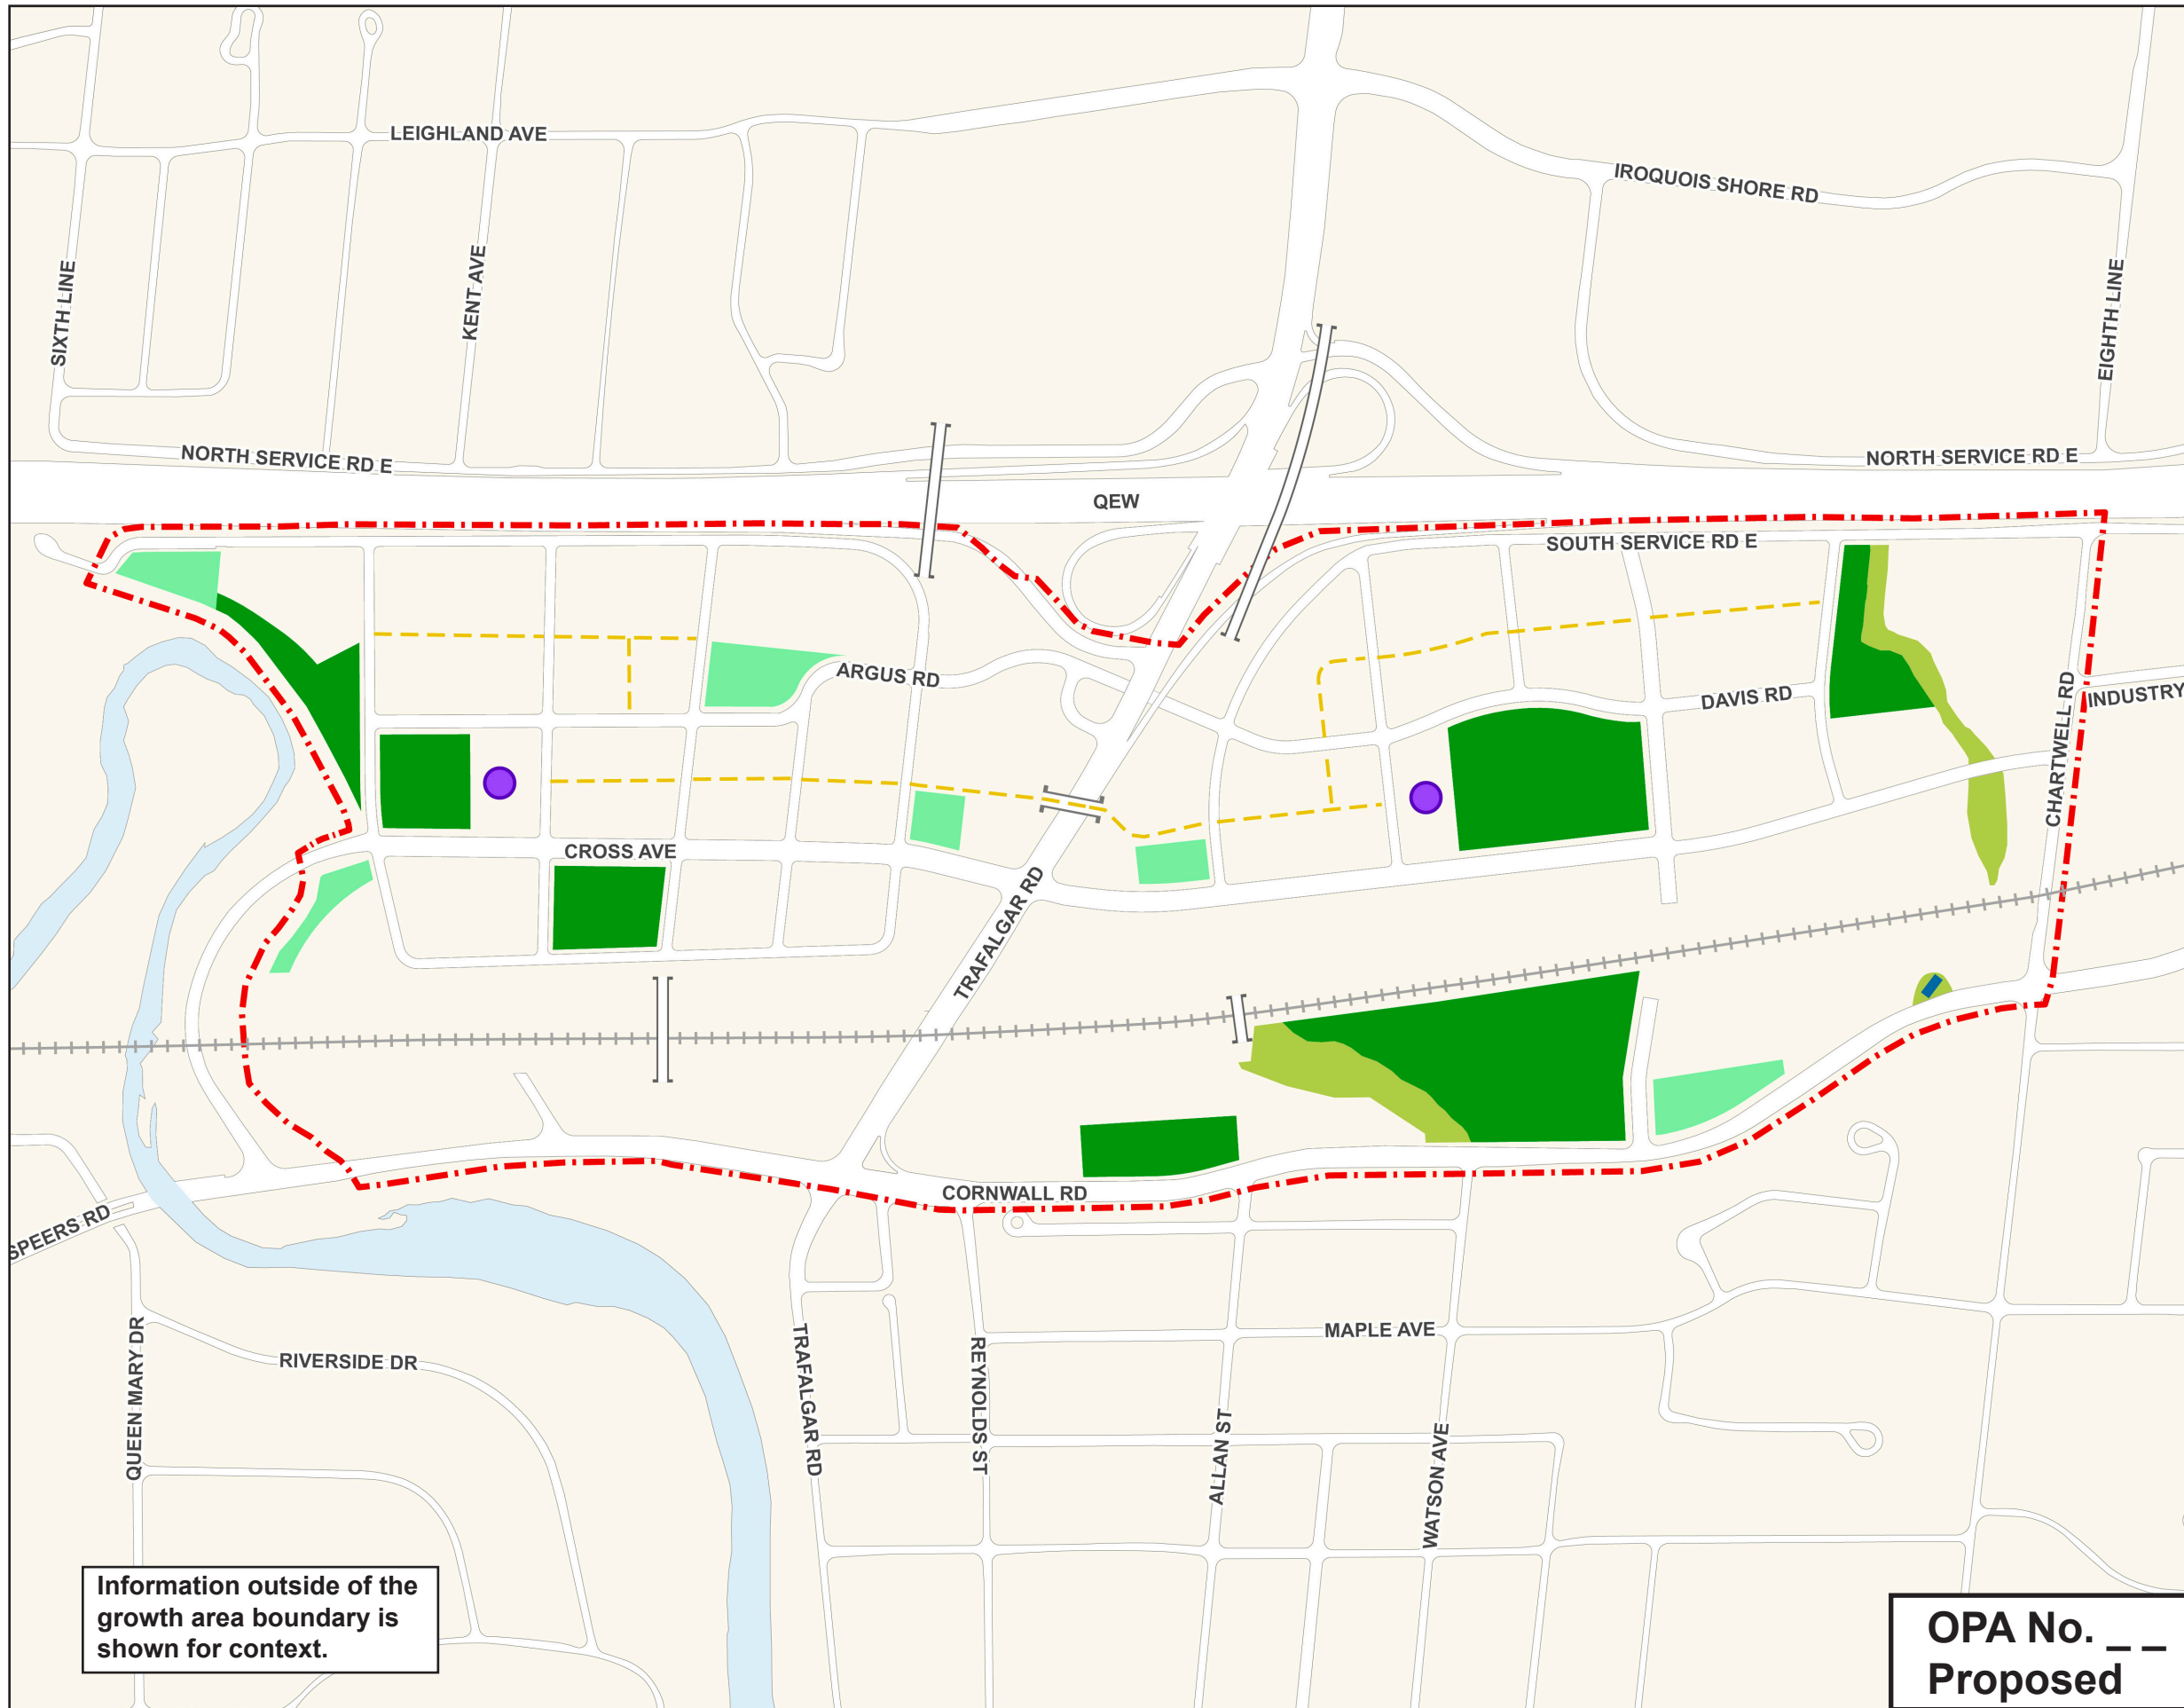 LEIGHLAND AVE
IROQUOIS SHORE RD
SIXTH LINE
KENT AVE
EIGHTH LINE
NORTH SERVICE RD E
NORTH SERVICE RD E
QEW
SOUTH SERVICE RD E
ARGUS RD
DAVIS RD
INDUSTRY
CHARTWELL RD
CROSS AVE
TRAFALGAR RD
CORNWALL RD
SPEERS RD
QUEEN MARY DR
RIVERSIDE DR
TRAFALGAR RD
REYNOLDS ST
MAPLE AVE
ALLAN ST
WATSON AVE
Information outside of the
growth area boundary is
shown for context.
OPA No. _ _
Proposed